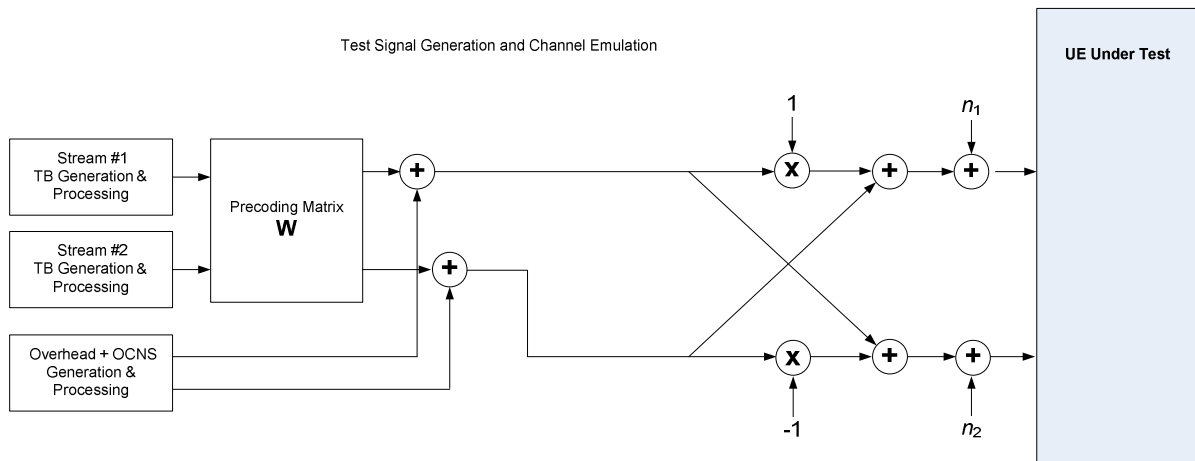 Test Signal Generation and Channel Emulation
UE Under Test
1
n1
Stream #1
TB Generation &
Processing
Precoding Matrix
W
+
x
+
+
Stream #2
TB Generation &
Processing
+
Overhead + OCNS
Generation &
Processing
x
+
+
-1
n2